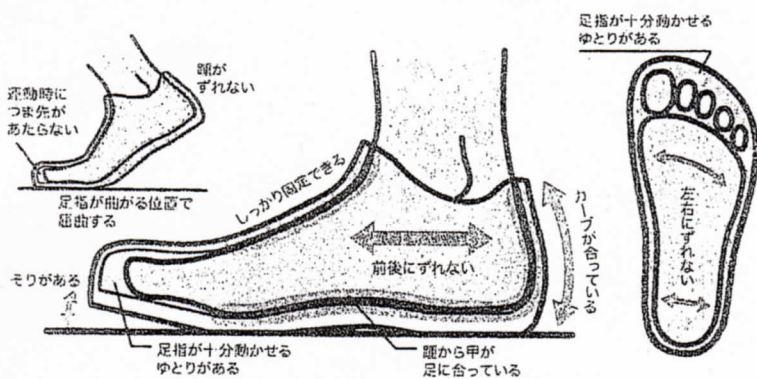 運動時に
つま先が
あたらない
踵が
ずれない
足指が曲がる位置で
屈曲する
しっかり固定できる
前後にずれない
カーブが合っている
そりがある
足指が十分動かせる
ゆとりがある
踵から甲が
足に合っている
足指が十分動かせる
ゆとりがある
左右にずれない